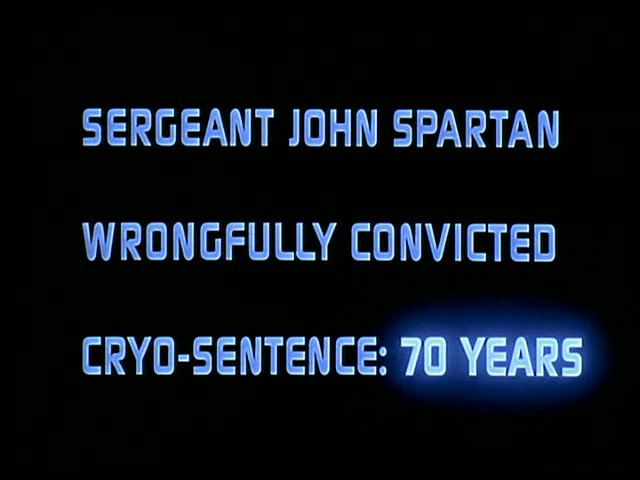 SERGEANT JOHN SPARTAN
WRONGFULLY CONVICTED
CRYO-SENTENCE: 70 YEARS